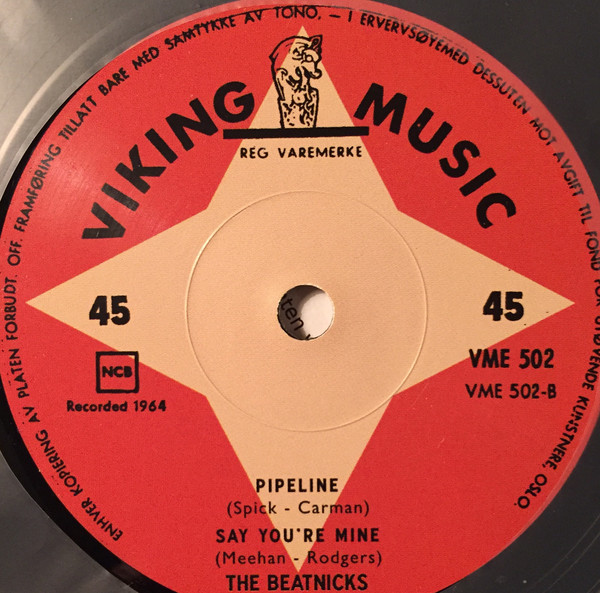 ENHVER KOPIERING AV PLATEN FORBUDT. OFF. FRAMFØRING TILLATT BARE MED SAMTYKKE AV TONO. — I ERVERVSØYEMED DESSUTEN MOT AVGIFT TIL FOND FOR UTØVENDE KUNSTNERE, OSLO.
VIKING MUSIC
REG VAREMERKE
45
45
ten
NCB
Recorded 1964
VME 502
VME 502-B
PIPELINE
(Spick - Carman)
SAY YOU'RE MINE
(Meehan - Rodgers)
THE BEATNICKS